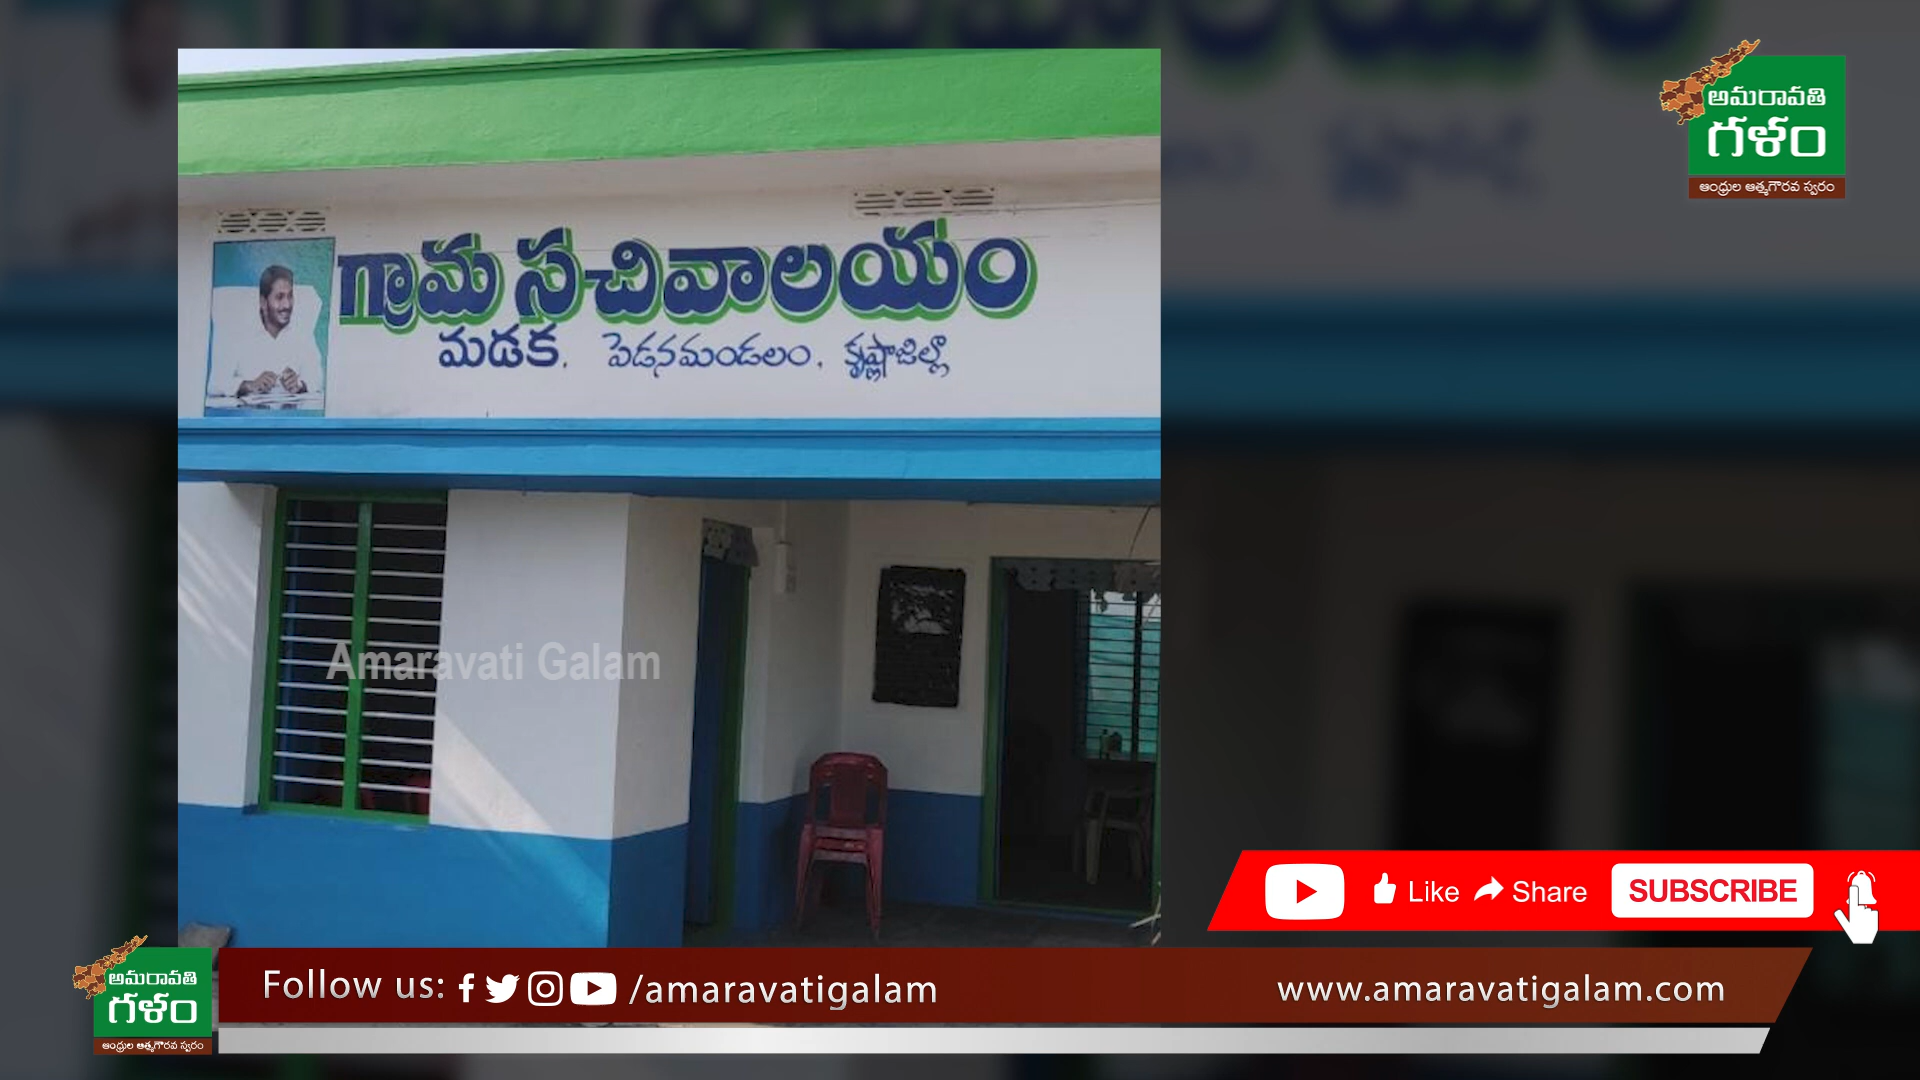 అమరావతి
గళం
ఆంధ్రుల ఆత్మగౌరవ స్వరం
గ్రామ సచివాలయం
మడక, పెడనమండలం, కృష్ణాజిల్లా
Amaravati Galam
Like Share SUBSCRIBE
అమరావతి
గళం
ఆంధ్రుల ఆత్మగౌరవ స్వరం
Follow us: /amaravatigalam
www.amaravatigalam.com